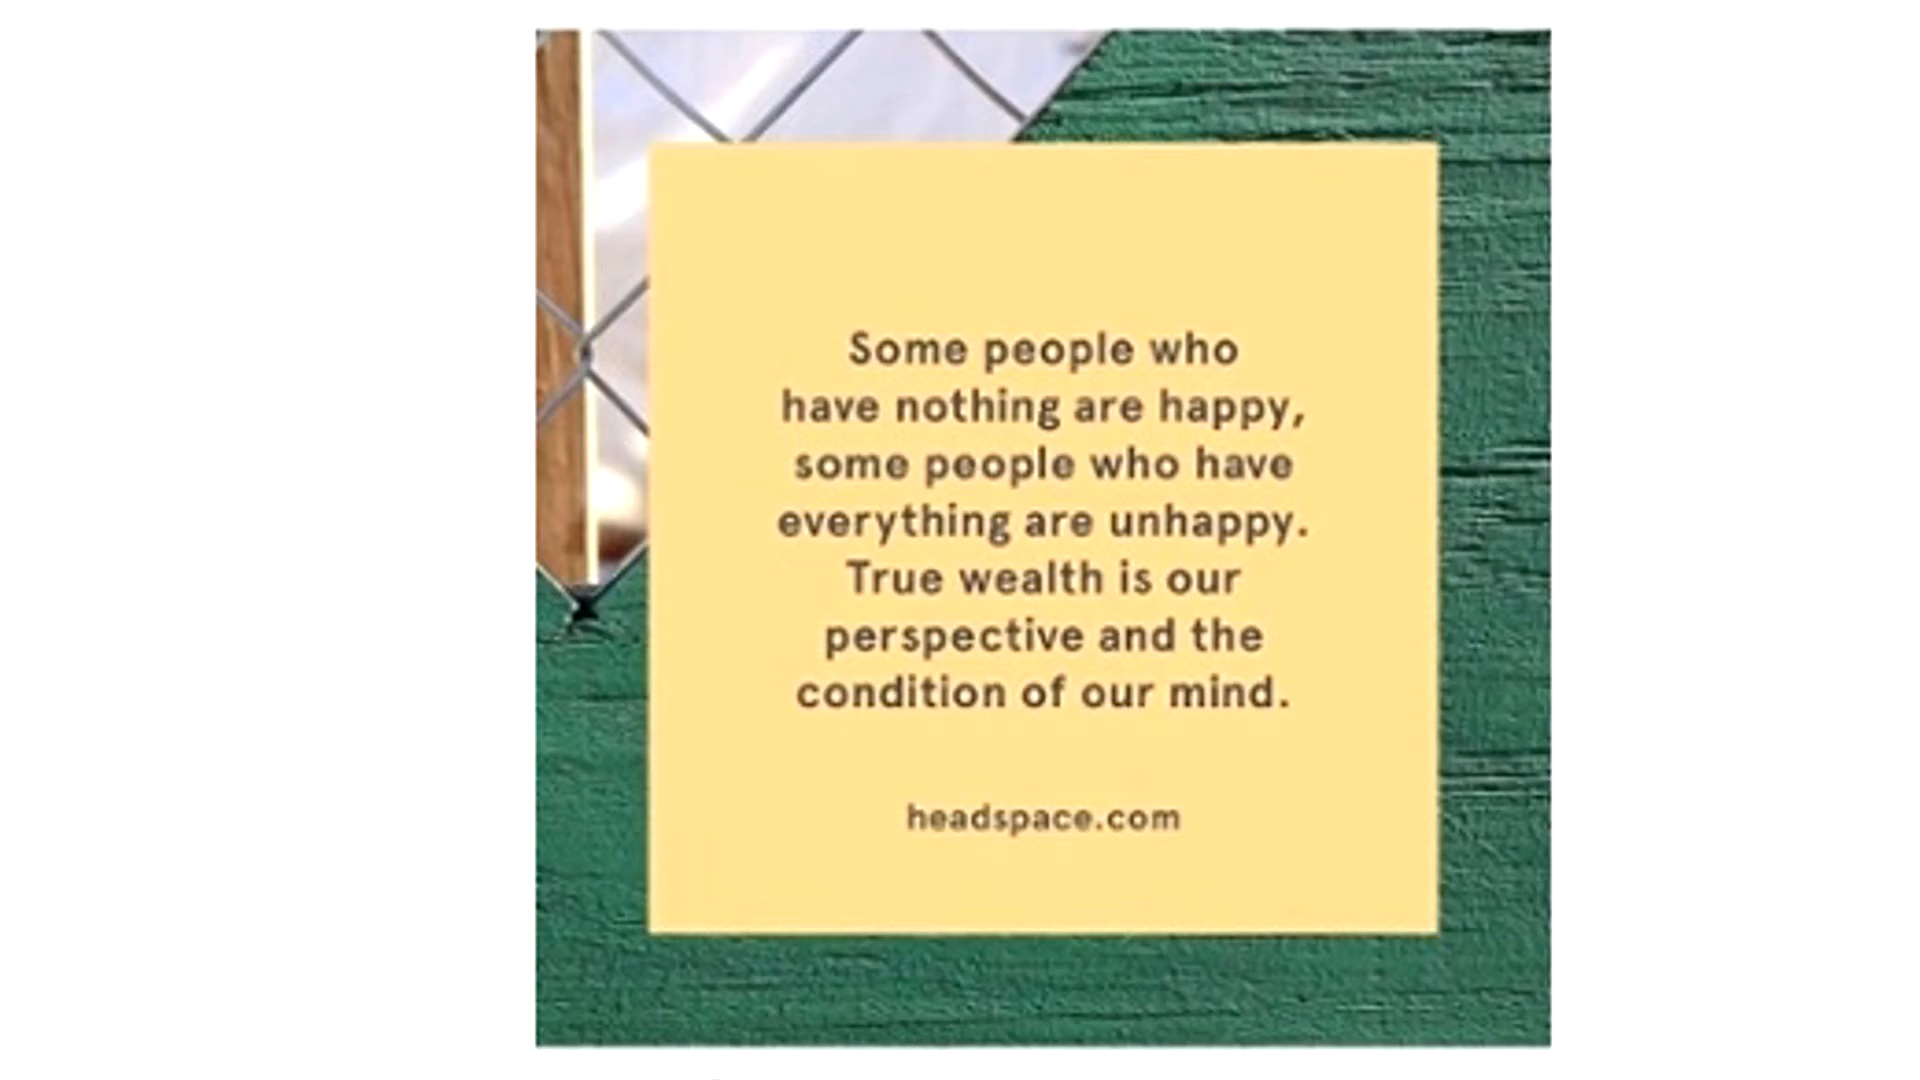 Some people who
have nothing are happy,
some people who have
everything are unhappy.
True wealth is our
perspective and the
condition of our mind.
headspace.com